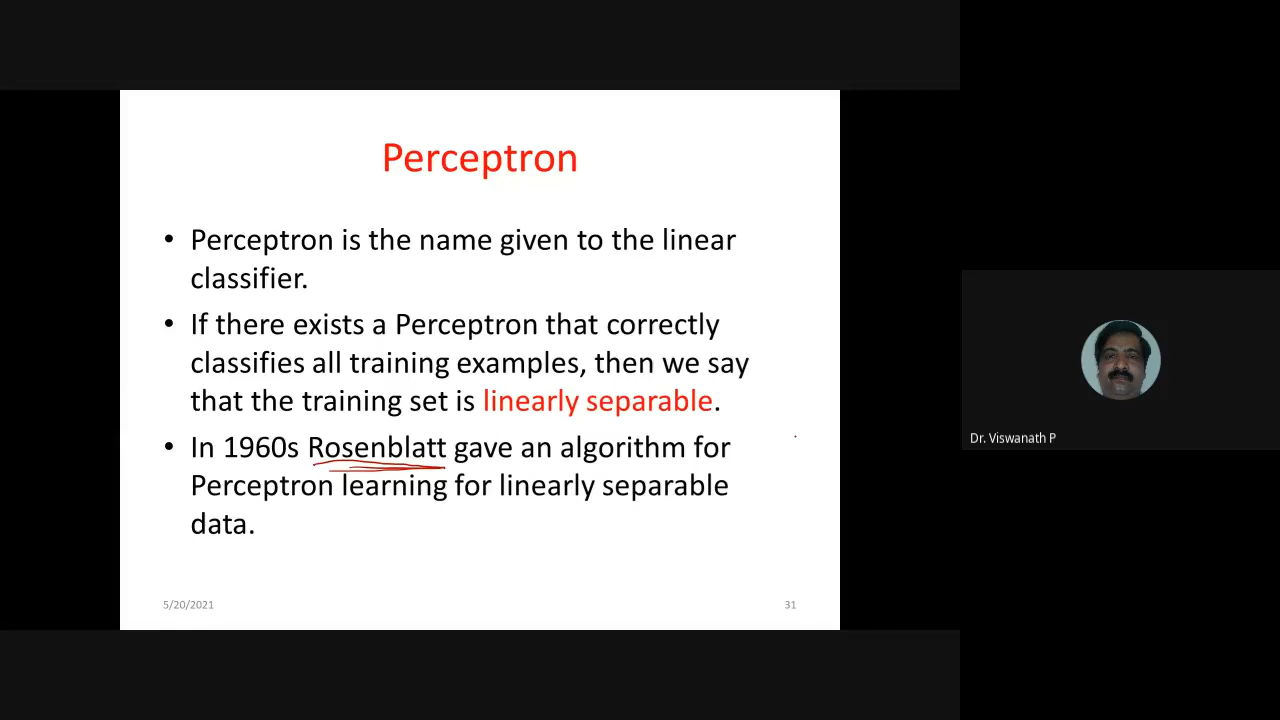 Perceptron
• Perceptron is the name given to the linear
classifier.
• If there exists a Perceptron that correctly
classifies all training examples, then we say
that the training set is linearly separable.
• In 1960s Rosenblatt gave an algorithm for
Perceptron learning for linearly separable
data.
5/20/2021
31
Dr. Viswanath P